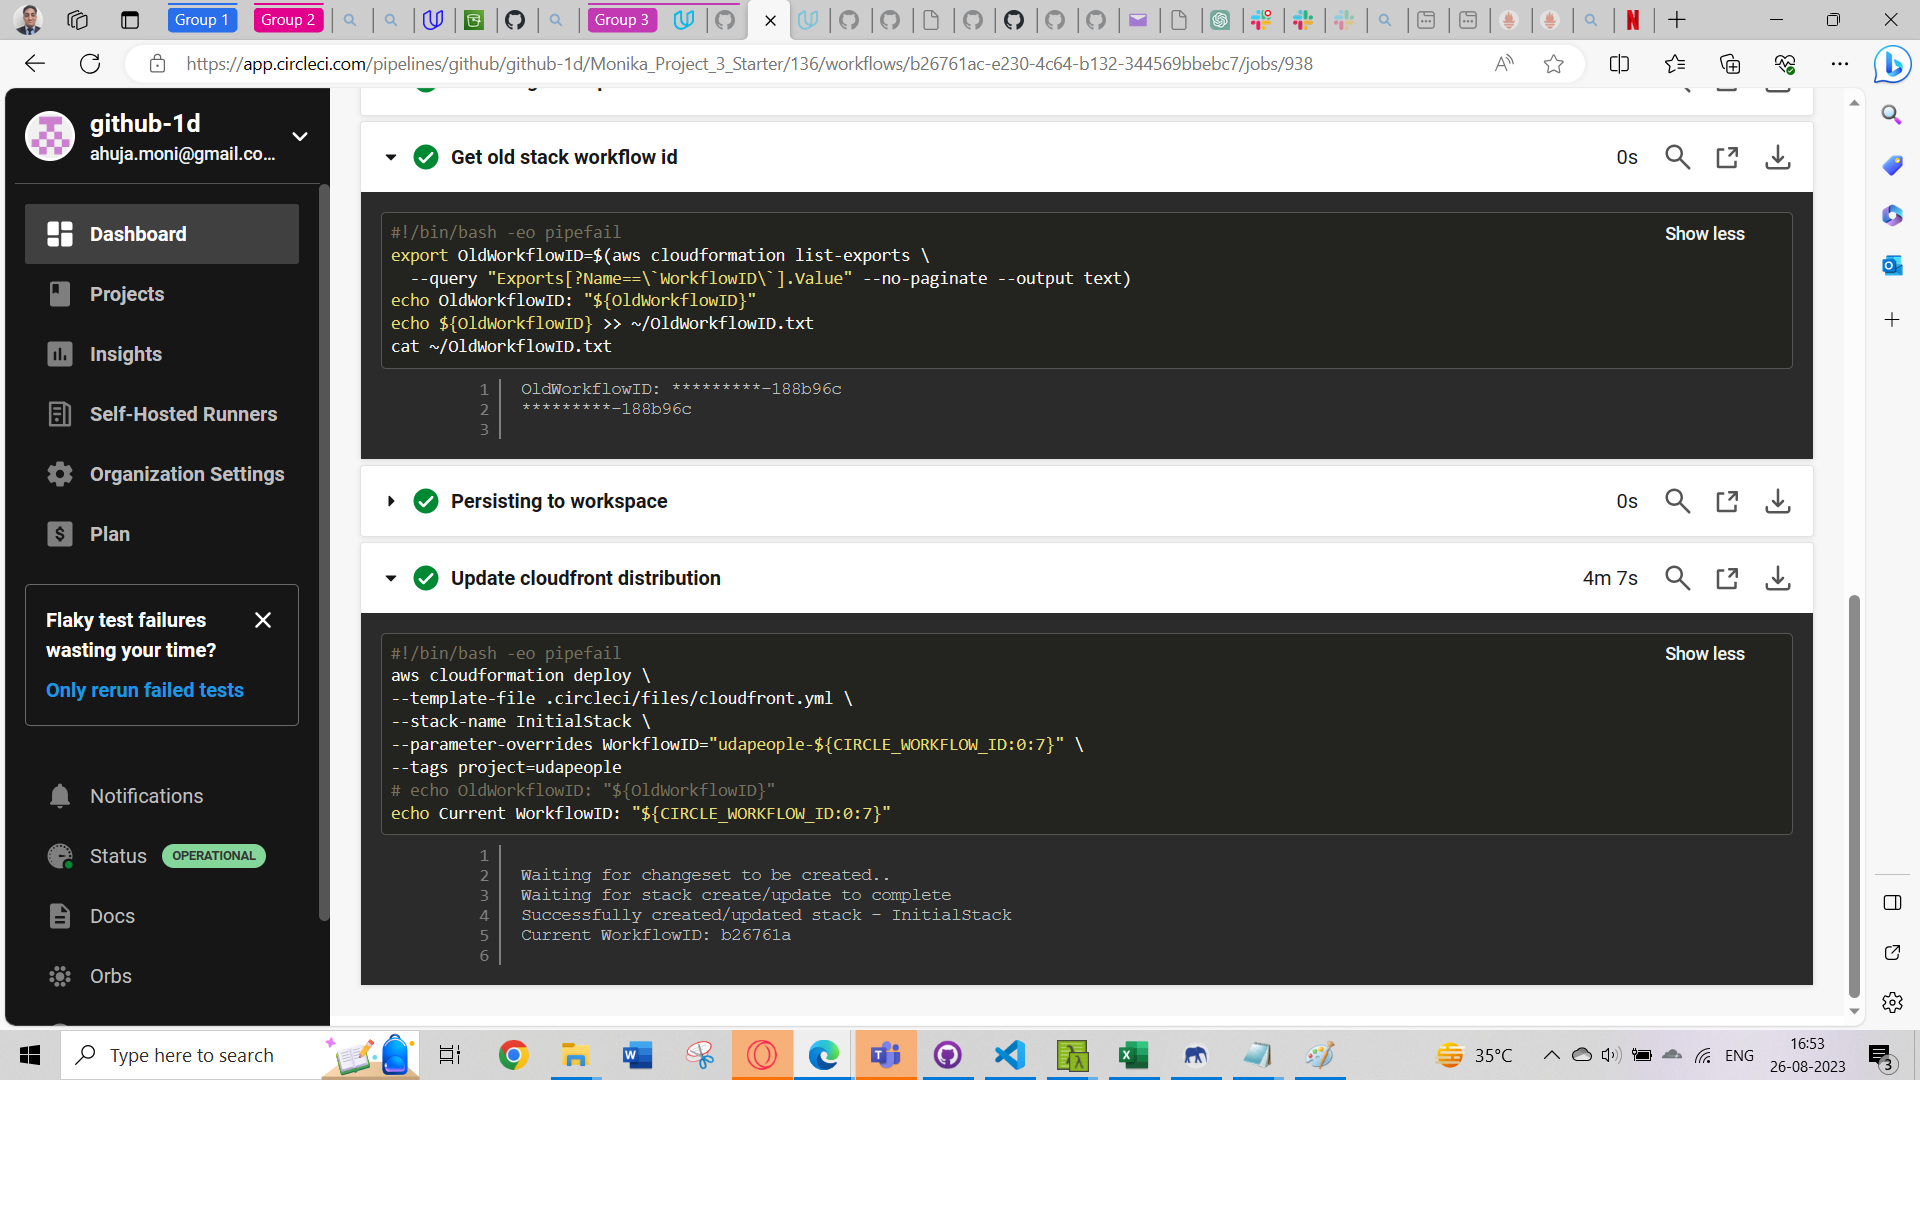 Group 1
Group 2
Group 3
https://app.circleci.com/pipelines/github/github-1d/Monika_Project_3_Starter/136/workflows/b26761ac-e230-4c64-b132-344569bbebc7/jobs/938
github-1d
ahuja.moni@gmail.co...
Dashboard
Projects
Insights
Self-Hosted Runners
Organization Settings
Plan
Flaky test failures
wasting your time?
Only rerun failed tests
Notifications
Status OPERATIONAL
Docs
Orbs
Get old stack workflow id 0s
#!/bin/bash -eo pipefail
Show less
export OldWorkflowID=$(aws cloudformation list-exports \
--query "Exports[?Name==\`WorkflowID\`].Value" --no-paginate --output text)
echo OldWorkflowID: "${OldWorkflowID}"
echo ${OldWorkflowID} >> ~/OldWorkflowID.txt
cat ~/OldWorkflowID.txt
1 OldWorkflowID: *********-188b96c
2 *********-188b96c
3
Persisting to workspace 0s
Update cloudfront distribution 4m 7s
#!/bin/bash -eo pipefail
Show less
aws cloudformation deploy \
--template-file .circleci/files/cloudfront.yml \
--stack-name InitialStack \
--parameter-overrides WorkflowID="udapeople-${CIRCLE_WORKFLOW_ID:0:7}" \
--tags project=udapeople
# echo OldWorkflowID: "${OldWorkflowID}"
echo Current WorkflowID: "${CIRCLE_WORKFLOW_ID:0:7}"
1
2 Waiting for changeset to be created..
3 Waiting for stack create/update to complete
4 Successfully created/updated stack - InitialStack
5 Current WorkflowID: b26761a
6
Type here to search
35°C
ENG
16:53
26-08-2023
3